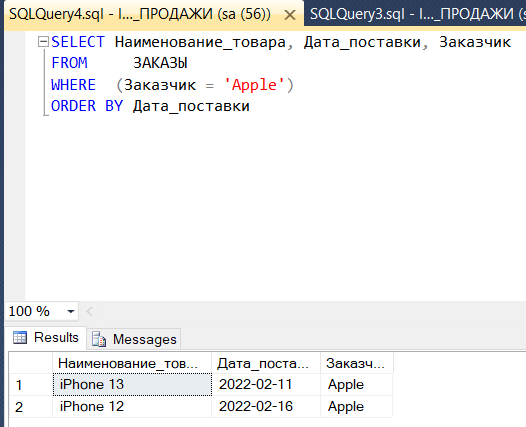 SQLQuery4.sql - I..._ПРОДАЖИ (sa (56)) SQLQuery3.sql - I..._ПРОДАЖИ (s
SELECT Наименование_товара, Дата_поставки, Заказчик
FROM ЗАКАЗЫ
WHERE (Заказчик = 'Apple')
ORDER BY Дата_поставки
100 %
Results Messages
Наименование_тов... Дата_поста... Заказч...
1 iPhone 13 2022-02-11 Apple
2 iPhone 12 2022-02-16 Apple